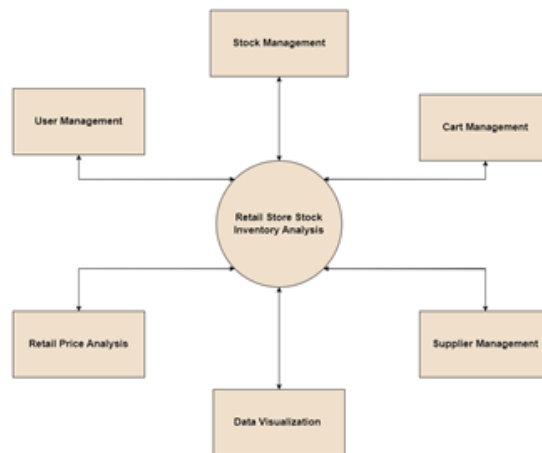 Stock Management
User Management
Cart Management
Retail Store Stock
Inventory Analysis
Retail Price Analysis
Supplier Management
Data Visualization